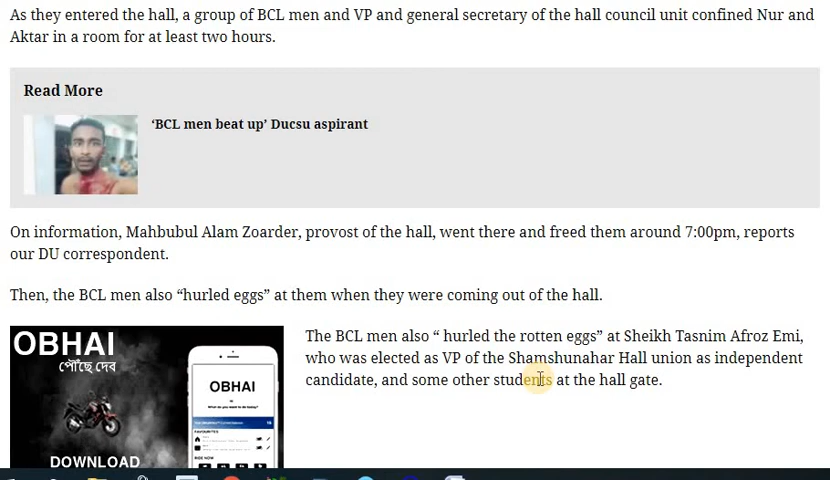 As they entered the hall, a group of BCL men and VP and general secretary of the hall council unit confined Nur and
Aktar in a room for at least two hours.
Read More
‘BCL men beat up’ Ducsu aspirant
On information, Mahbubul Alam Zoarder, provost of the hall, went there and freed them around 7:00pm, reports
our DU correspondent.
Then, the BCL men also “hurled eggs” at them when they were coming out of the hall.
The BCL men also “ hurled the rotten eggs” at Sheikh Tasnim Afroz Emi,
who was elected as VP of the Shamshunahar Hall union as independent
candidate, and some other students at the hall gate.
OBHAI
পৌঁছে দেব
OBHAI
DOWNLOAD